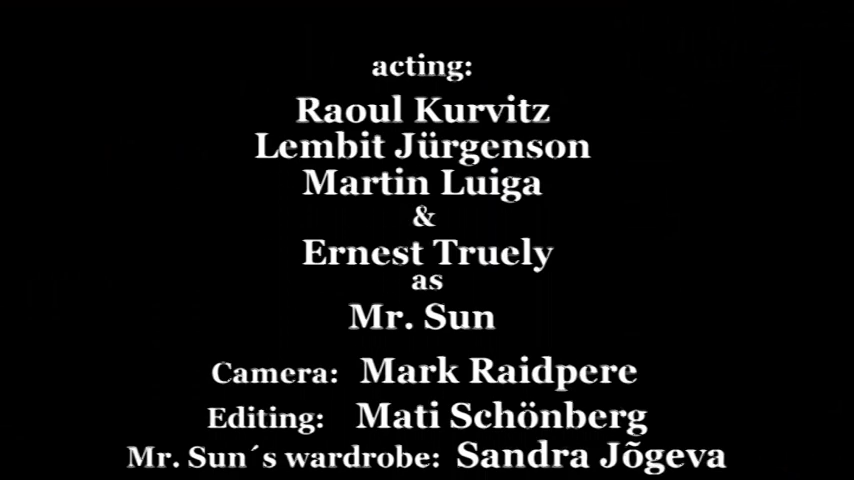 acting:
Raoul Kurvitz
Lembit Jürgenson
Martin Luiga
&
Ernest Truely
as
Mr. Sun
Camera: Mark Raidpere
Editing: Mati Schönberg
Mr. Sun´s wardrobe: Sandra Jõgeva